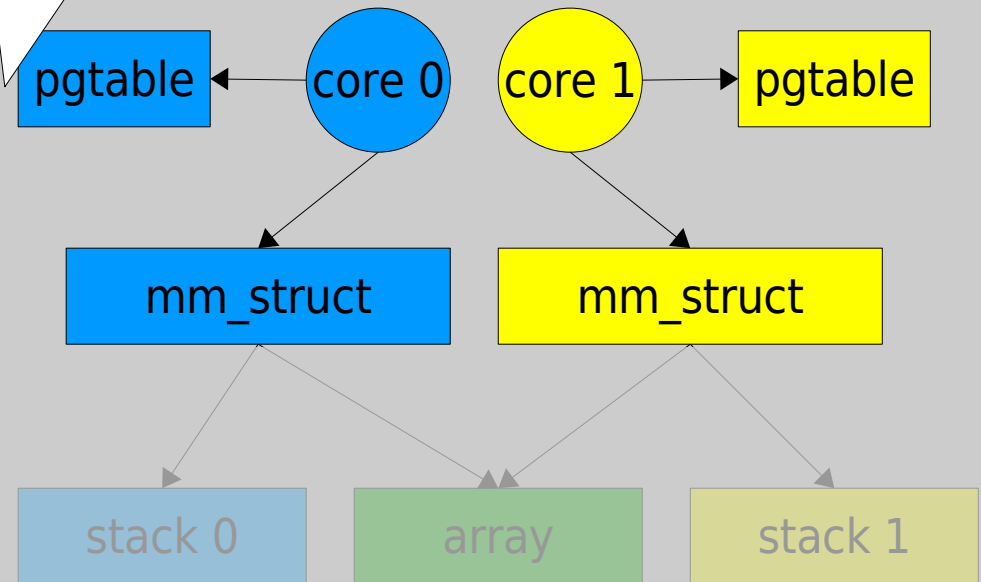 pgtable
core 0
core 1
pgtable
mm_struct
mm_struct
stack 0
array
stack 1